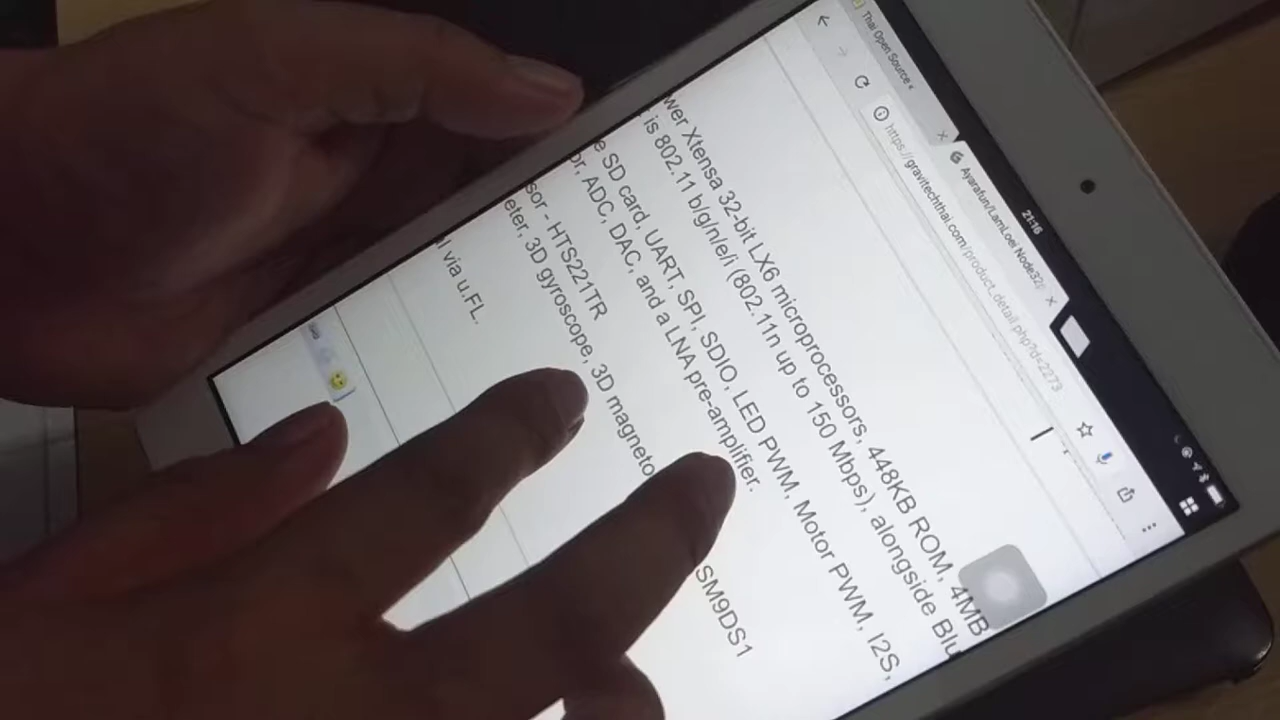 21:16
Thai Open Source
Ayarafun/LamLoei Node32
https://gravitechthai.com/product_detail.php?d=2273
wer Xtensa 32-bit LX6 microprocessors, 448KB ROM, 4MB
is 802.11 b/g/n/e/i (802.11n up to 150 Mbps), alongside Blu
e SD card, UART, SPI, SDIO, LED PWM, Motor PWM, I2S,
or, ADC, DAC, and a LNA pre-amplifier.
sor - HTS221TR
eter, 3D gyroscope, 3D magneto SM9DS1
l via u.FL.